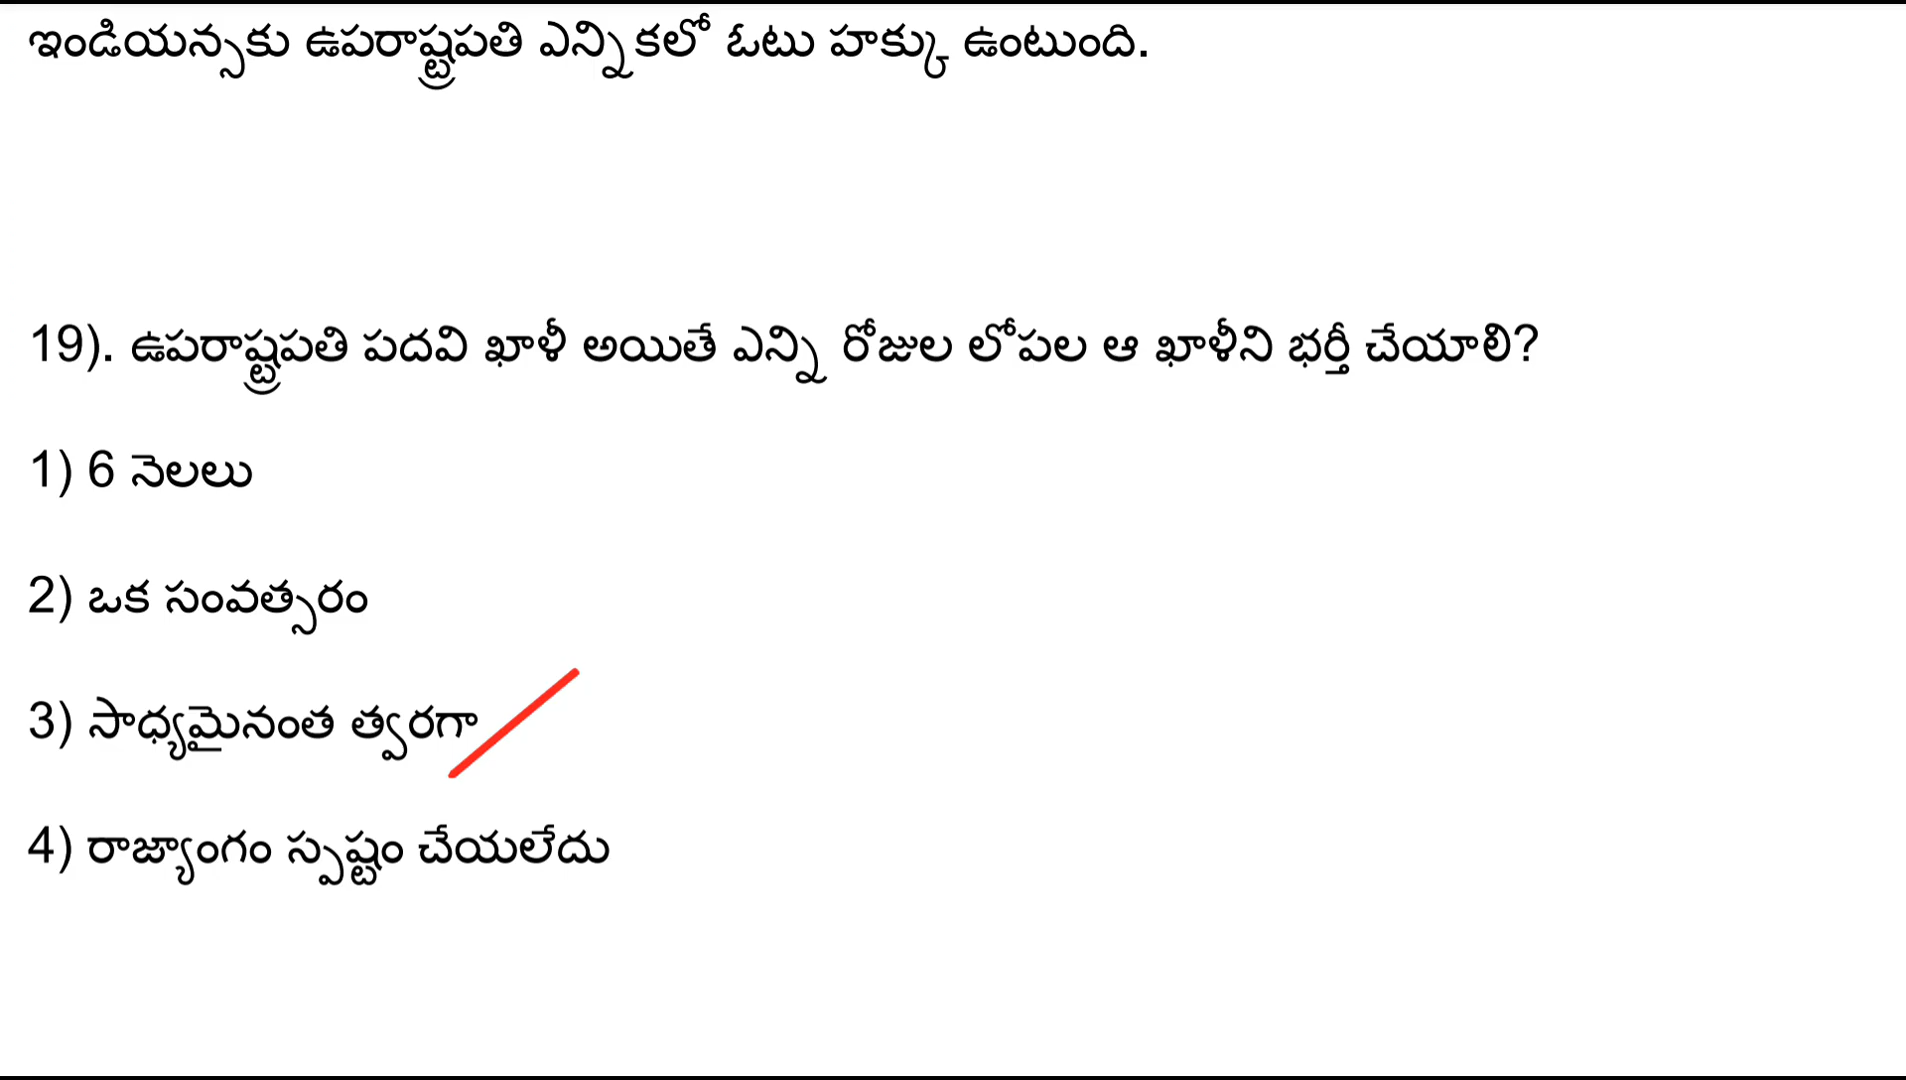 ఇండియన్సకు ఉపరాష్ట్రపతి ఎన్నికలో ఓటు హక్కు ఉంటుంది.
19). ఉపరాష్ట్రపతి పదవి ఖాళీ అయితే ఎన్ని రోజుల లోపల ఆ ఖాళీని భర్తీ చేయాలి?
1) 6 నెలలు
2) ఒక సంవత్సరం
3) సాధ్యమైనంత త్వరగా
4) రాజ్యాంగం స్పష్టం చేయలేదు